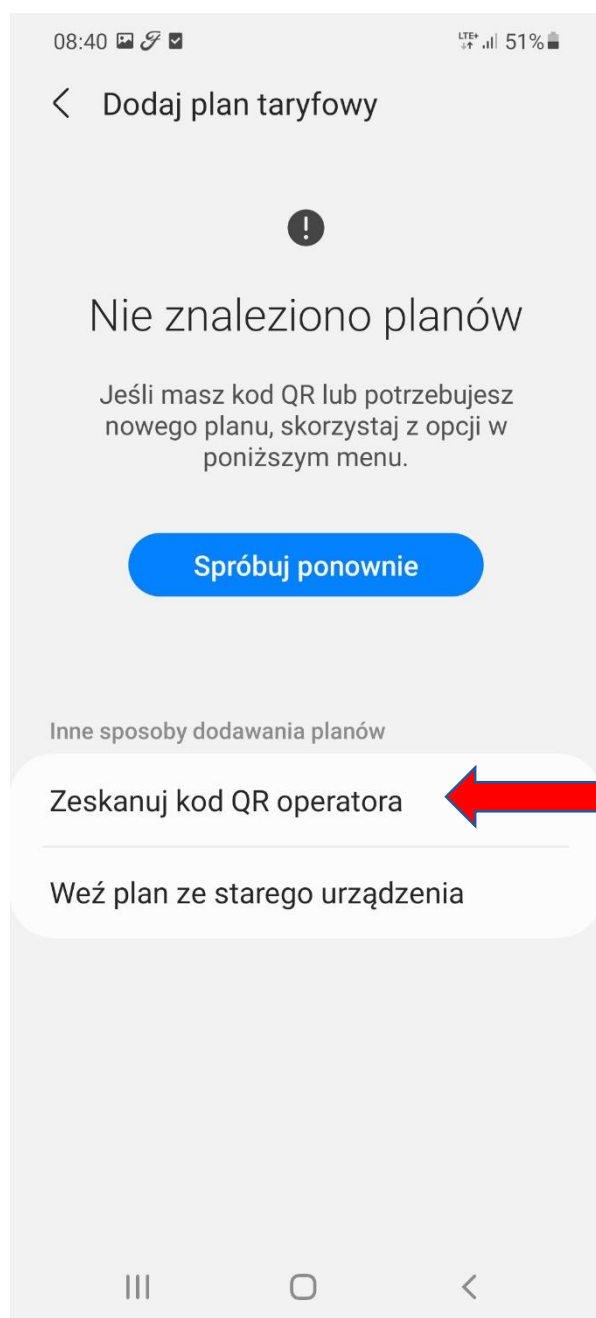 08:40 LTE+ 51%
Dodaj plan taryfowy
Nie znaleziono planów
Jeśli masz kod QR lub potrzebujesz
nowego planu, skorzystaj z opcji w
poniższym menu.
Spróbuj ponownie
Inne sposoby dodawania planów
Zeskanuj kod QR operatora
Weź plan ze starego urządzenia